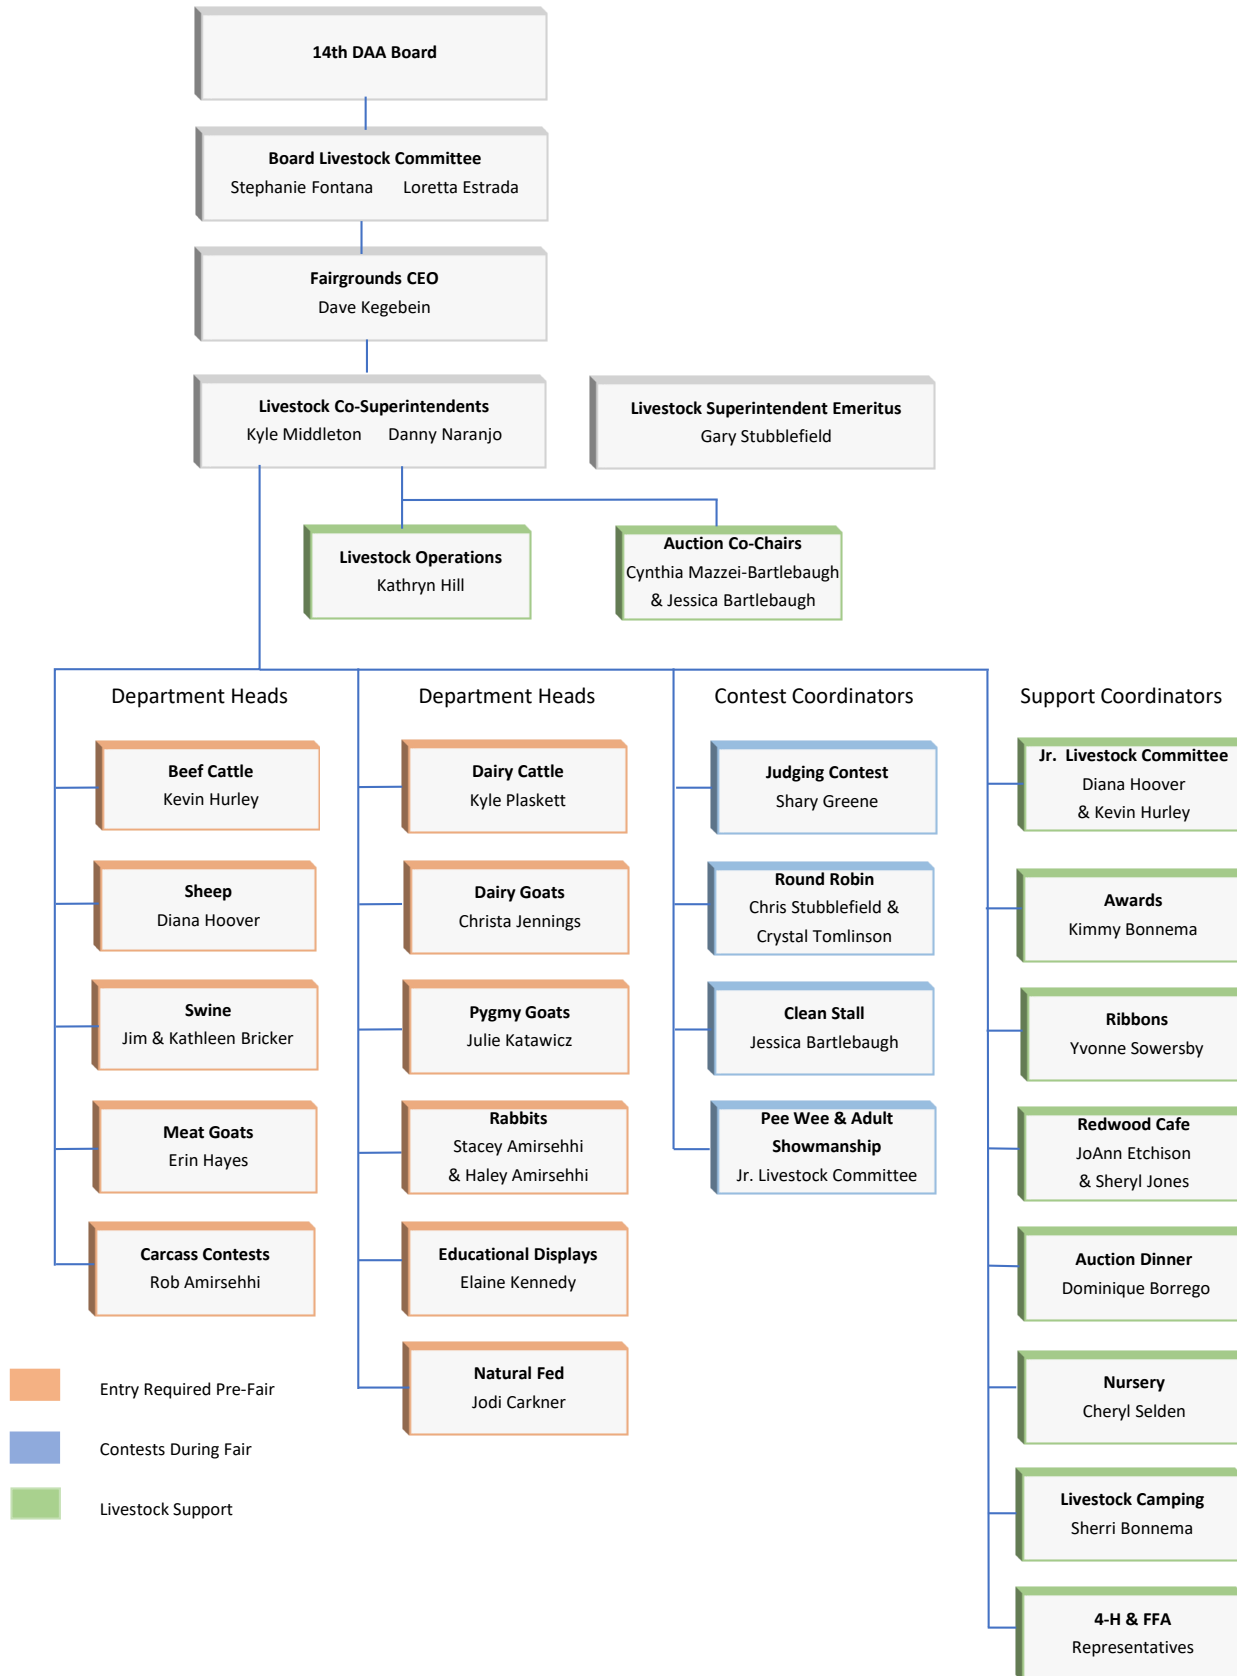 14th DAA Board
Board Livestock Committee
Stephanie Fontana Loretta Estrada
Fairgrounds CEO
Dave Kegebein
Livestock Co-Superintendents
Kyle Middleton Danny Naranjo
Livestock Superintendent Emeritus
Gary Stubblefield
Livestock Operations
Kathryn Hill
Auction Co-Chairs
Cynthia Mazzei-Bartlebaugh
& Jessica Bartlebaugh
Department Heads
Beef Cattle
Kevin Hurley
Sheep
Diana Hoover
Swine
Jim & Kathleen Bricker
Meat Goats
Erin Hayes
Carcass Contests
Rob Amirsehhi
Department Heads
Dairy Cattle
Kyle Plaskett
Dairy Goats
Christa Jennings
Pygmy Goats
Julie Katawicz
Rabbits
Stacey Amirsehhi
& Haley Amirsehhi
Educational Displays
Elaine Kennedy
Natural Fed
Jodi Carkner
Contest Coordinators
Judging Contest
Shary Greene
Round Robin
Chris Stubblefield &
Crystal Tomlinson
Clean Stall
Jessica Bartlebaugh
Pee Wee & Adult
Showmanship
Jr. Livestock Committee
Support Coordinators
Jr. Livestock Committee
Diana Hoover
& Kevin Hurley
Awards
Kimmy Bonnema
Ribbons
Yvonne Sowersby
Redwood Cafe
JoAnn Etchison
& Sheryl Jones
Auction Dinner
Dominique Borrego
Nursery
Cheryl Selden
Livestock Camping
Sherri Bonnema
4-H & FFA
Representatives
Entry Required Pre-Fair
Contests During Fair
Livestock Support